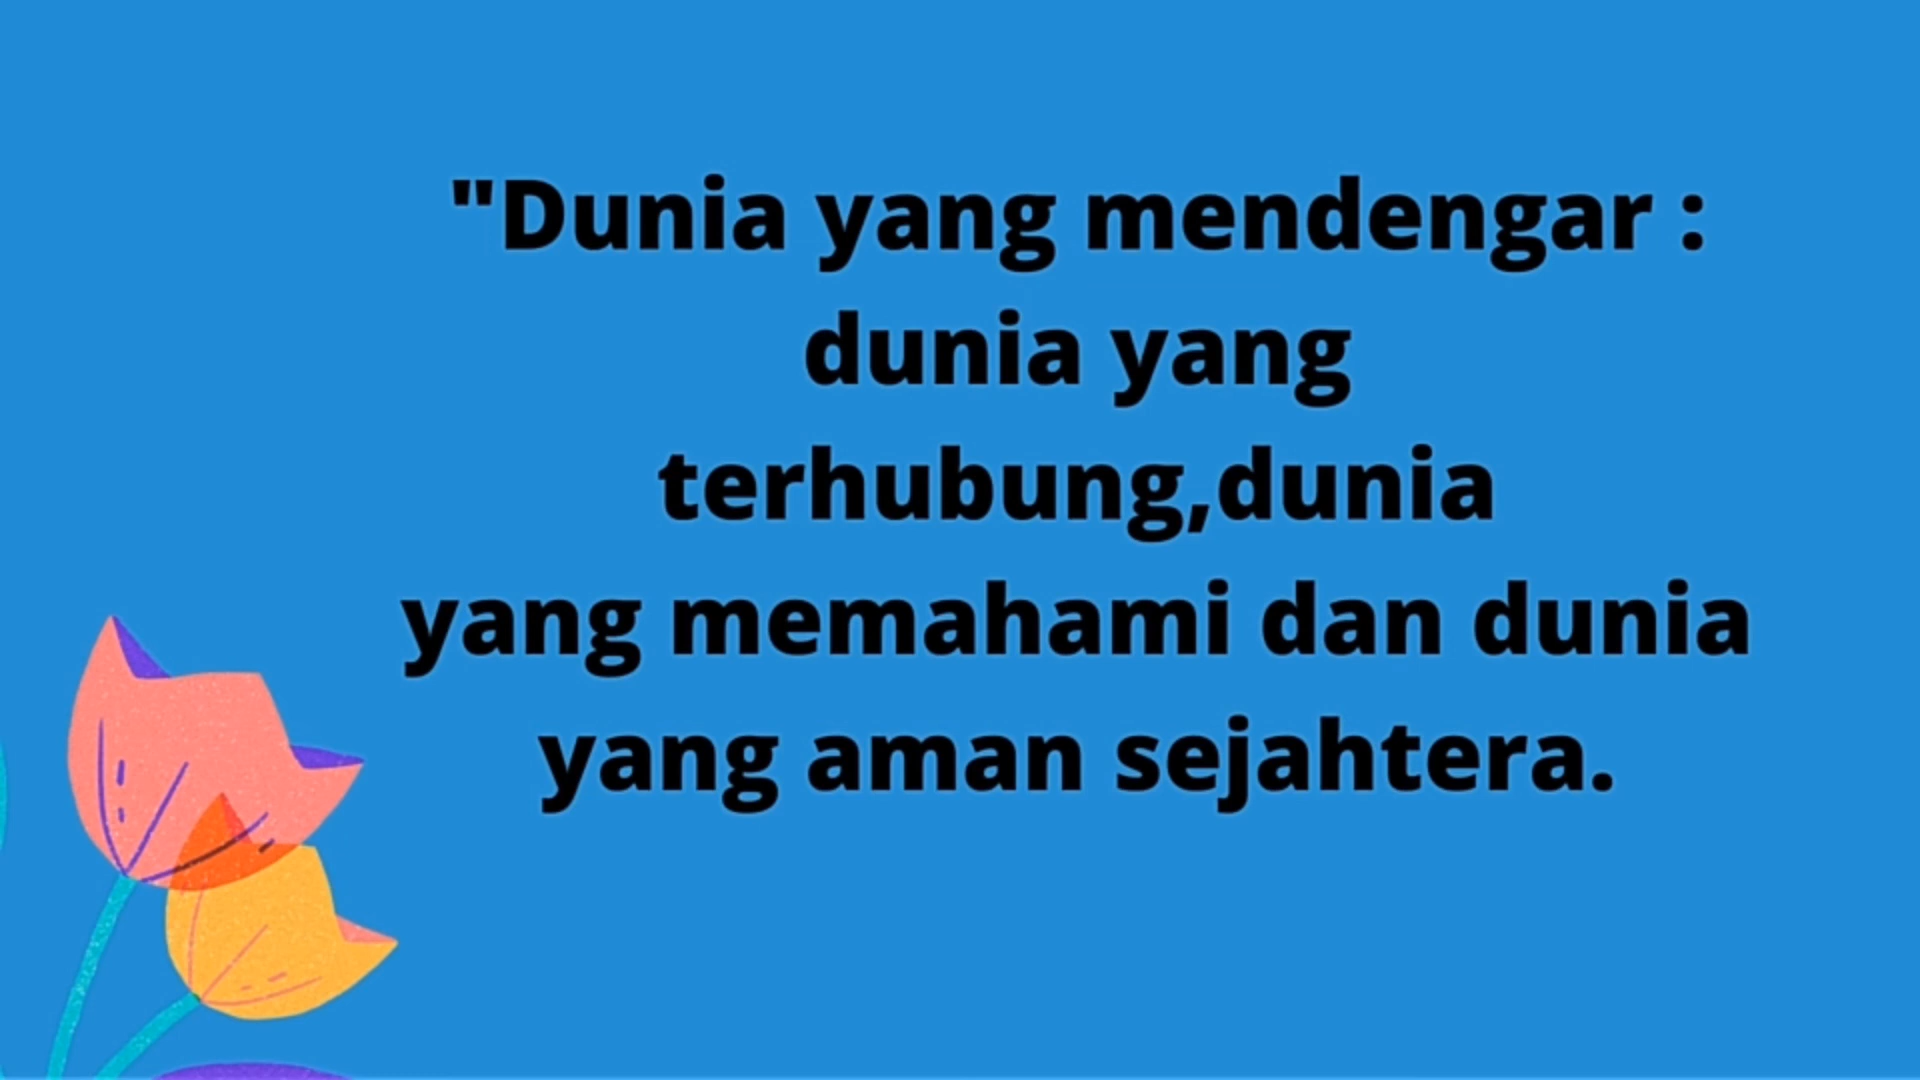 "Dunia yang mendengar :
dunia yang
terhubung,dunia
yang memahami dan dunia
yang aman sejahtera.